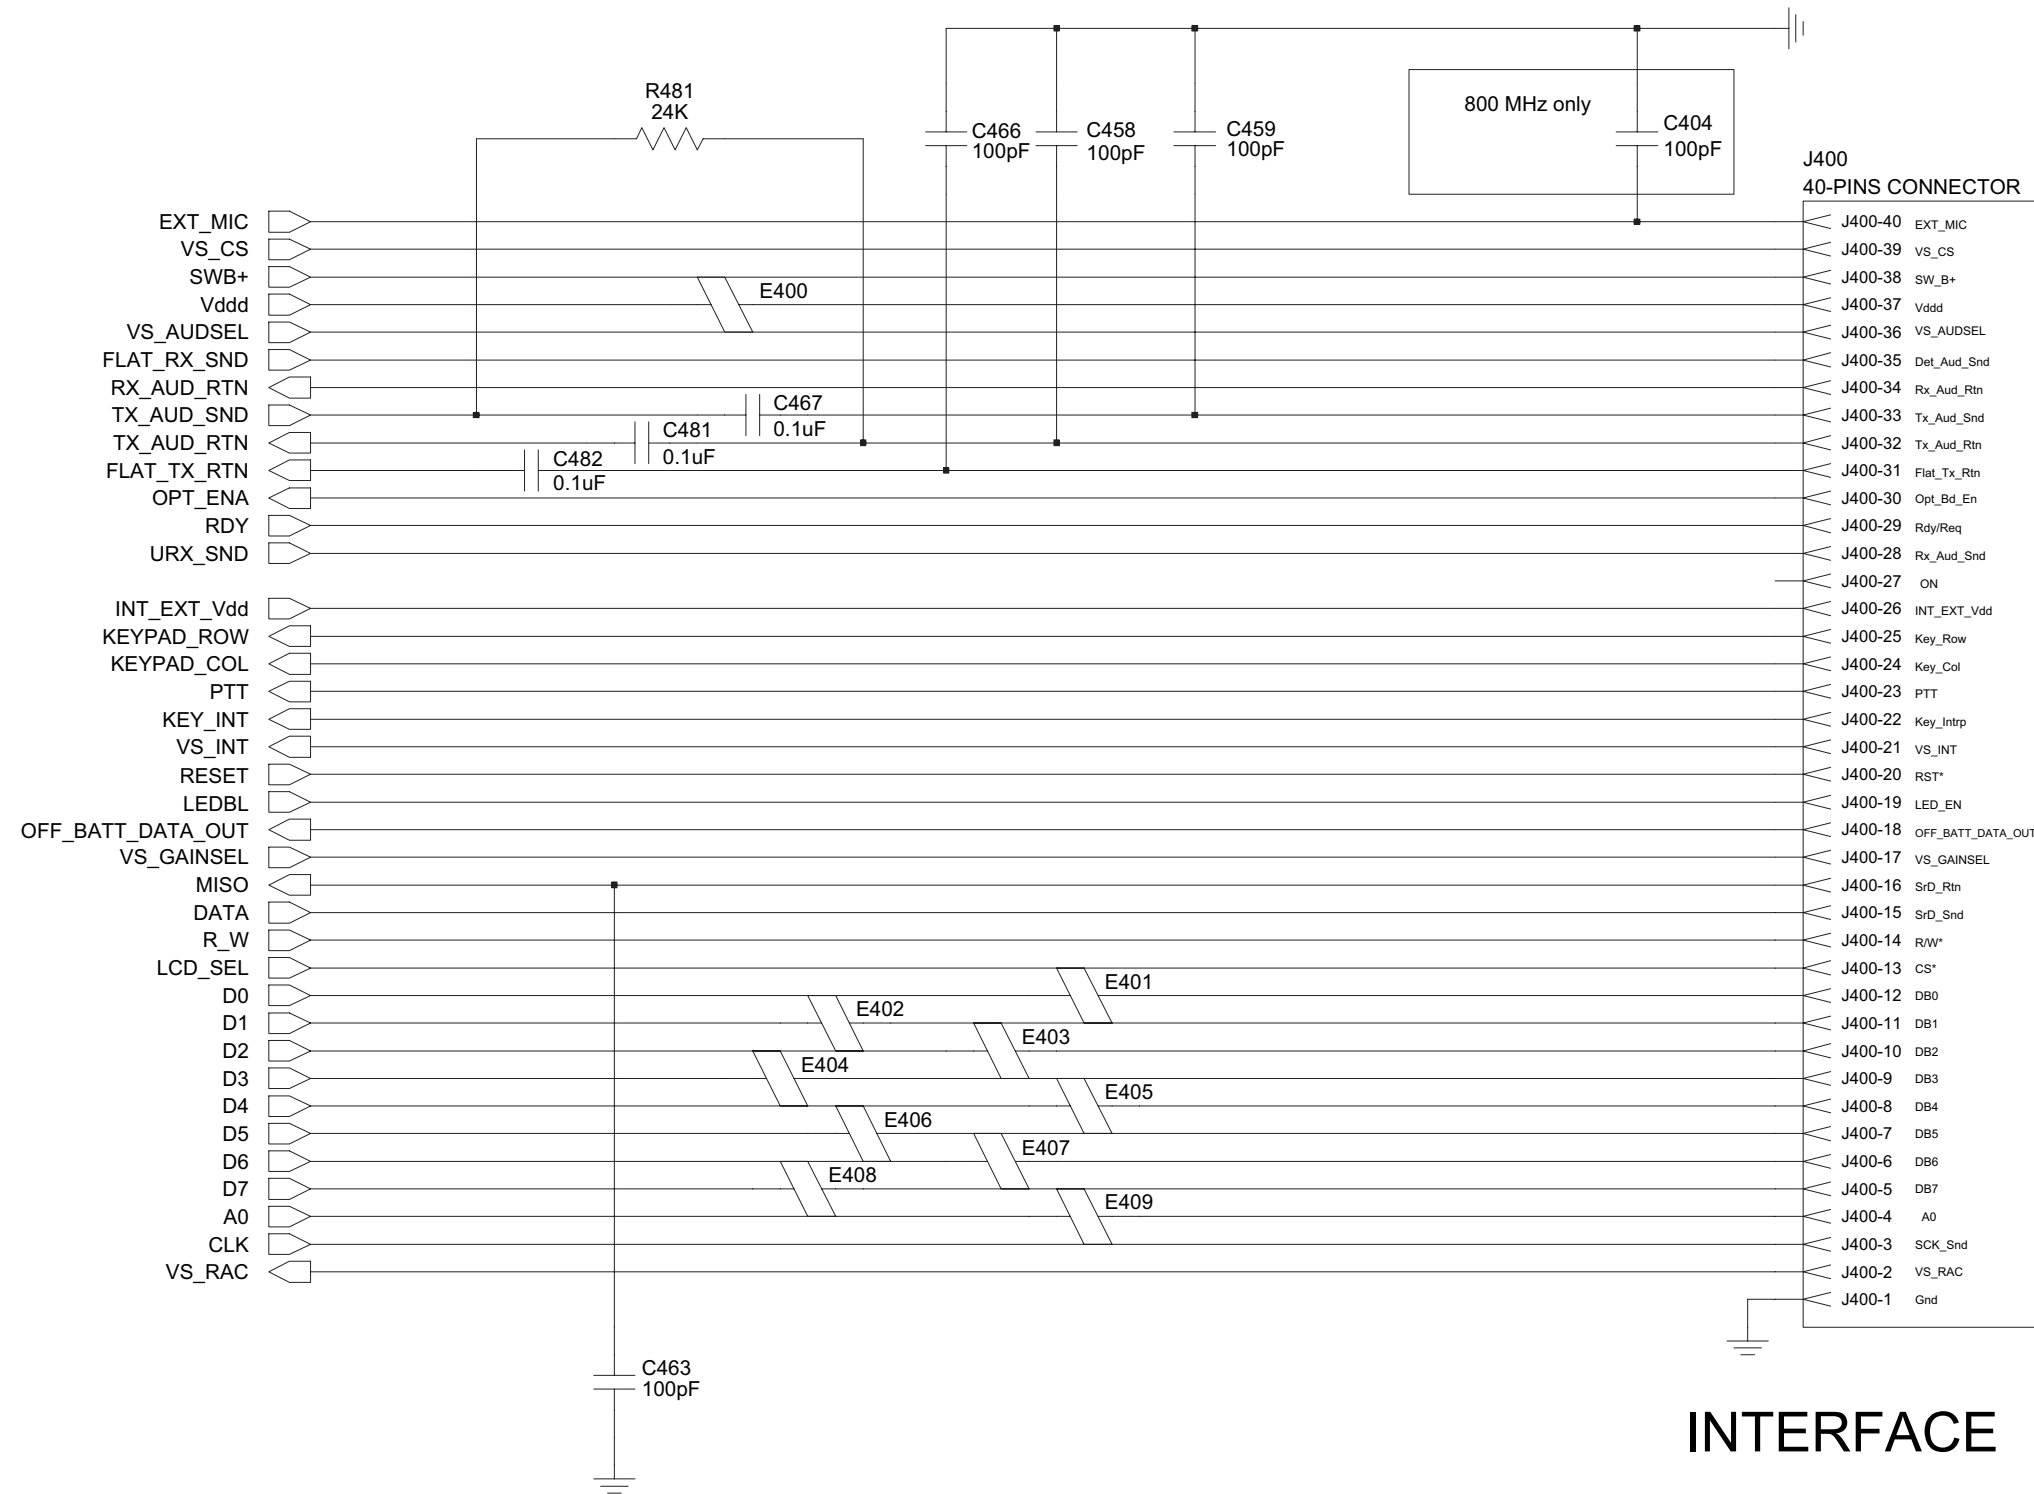 R481
24K
C466
100pF
C458
100pF
C459
100pF
800 MHz only
C404
100pF
J400
40-PINS CONNECTOR
EXT_MIC J400-40 EXT_MIC
VS_CS J400-39 VS_CS
SWB+ J400-38 SW_B+
E400
Vddd J400-37 Vddd
VS_AUDSEL J400-36 VS_AUDSEL
FLAT_RX_SND J400-35 Det_Aud_Snd
RX_AUD_RTN J400-34 Rx_Aud_Rtn
C467
0.1uF
TX_AUD_SND J400-33 Tx_Aud_Snd
C481
0.1uF
TX_AUD_RTN J400-32 Tx_Aud_Rtn
C482
0.1uF
FLAT_TX_RTN J400-31 Flat_Tx_Rtn
OPT_ENA J400-30 Opt_Bd_En
RDY J400-29 Rdy/Req
URX_SND J400-28 Rx_Aud_Snd
J400-27 ON
INT_EXT_Vdd J400-26 INT_EXT_Vdd
KEYPAD_ROW J400-25 Key_Row
KEYPAD_COL J400-24 Key_Col
PTT J400-23 PTT
KEY_INT J400-22 Key_Intrp
VS_INT J400-21 VS_INT
RESET J400-20 RST*
LEDBL J400-19 LED_EN
OFF_BATT_DATA_OUT J400-18 OFF_BATT_DATA_OUT
VS_GAINSEL J400-17 VS_GAINSEL
MISO J400-16 SrD_Rtn
DATA J400-15 SrD_Snd
R_W J400-14 R/W*
LCD_SEL J400-13 CS*
E401
D0 J400-12 DB0
E402
D1 J400-11 DB1
E403
D2 J400-10 DB2
E404
D3 J400-9 DB3
E405
D4 J400-8 DB4
E406
D5 J400-7 DB5
E407
D6 J400-6 DB6
E408
D7 J400-5 DB7
E409
A0 J400-4 A0
CLK J400-3 SCK_Snd
VS_RAC J400-2 VS_RAC
J400-1 Gnd
C463
100pF
INTERFACE